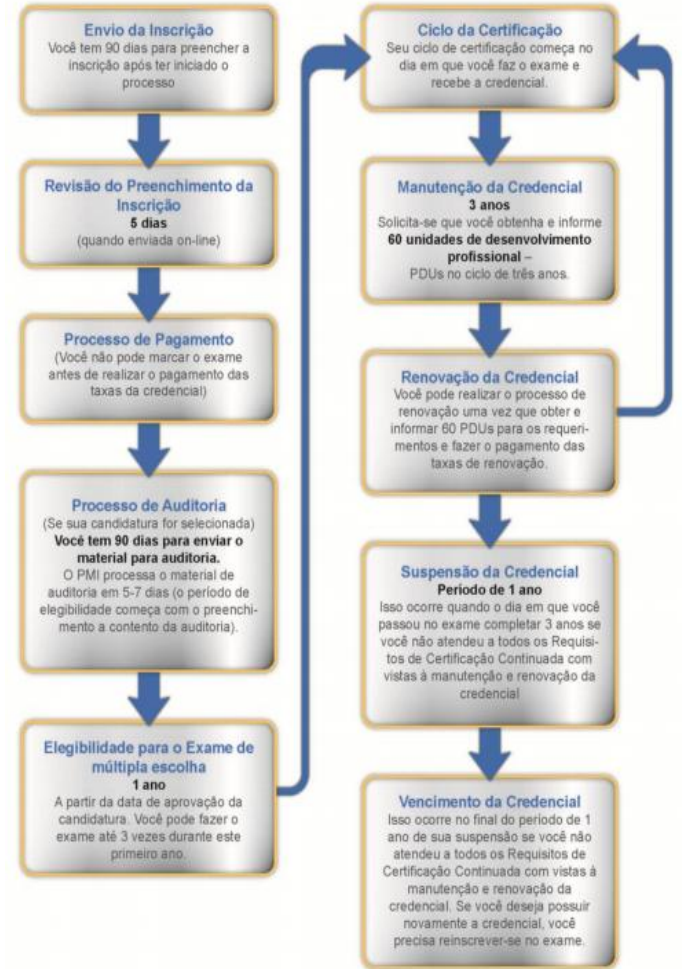 Envio da Inscrição
Você tem 90 dias para preencher a
inscrição após ter iniciado o
processo
Revisão do Preenchimento da
Inscrição
5 dias
(quando enviada on-line)
Processo de Pagamento
(Você não pode marcar o exame
antes de realizar o pagamento das
taxas da credencial)
Processo de Auditoria
(Se sua candidatura for selecionada)
Você tem 90 dias para enviar o
material para auditoria.
O PMI processa o material de
auditoria em 5-7 dias (o período de
elegibilidade começa com o preenchi-
mento a contento da auditoria).
Elegibilidade para o Exame de
múltipla escolha
1 ano
A partir da data de aprovação da
candidatura. Você pode fazer o
exame até 3 vezes durante este
primeiro ano.
Ciclo da Certificação
Seu ciclo de certificação começa no
dia em que você faz o exame e
recebe a credencial.
Manutenção da Credencial
3 anos
Solicita-se que você obtenha e informe
60 unidades de desenvolvimento
profissional –
PDUs no ciclo de três anos.
Renovação da Credencial
Você pode realizar o processo de
renovação uma vez que obter e
informar 60 PDUs para os requeri-
mentos e fazer o pagamento das
taxas de renovação.
Suspensão da Credencial
Período de 1 ano
Isso ocorre quando o dia em que você
passou no exame completar 3 anos se
você não atendeu a todos os Requisi-
tos de Certificação Continuada com
vistas à manutenção e renovação da
credencial
Vencimento da Credencial
Isso ocorre no final do período de 1
ano de sua suspensão se você não
atendeu a todos os Requisitos de
Certificação Continuada com vistas à
manutenção e renovação da
credencial. Se você deseja possuir
novamente a credencial, você
precisa reinscrever-se no exame.